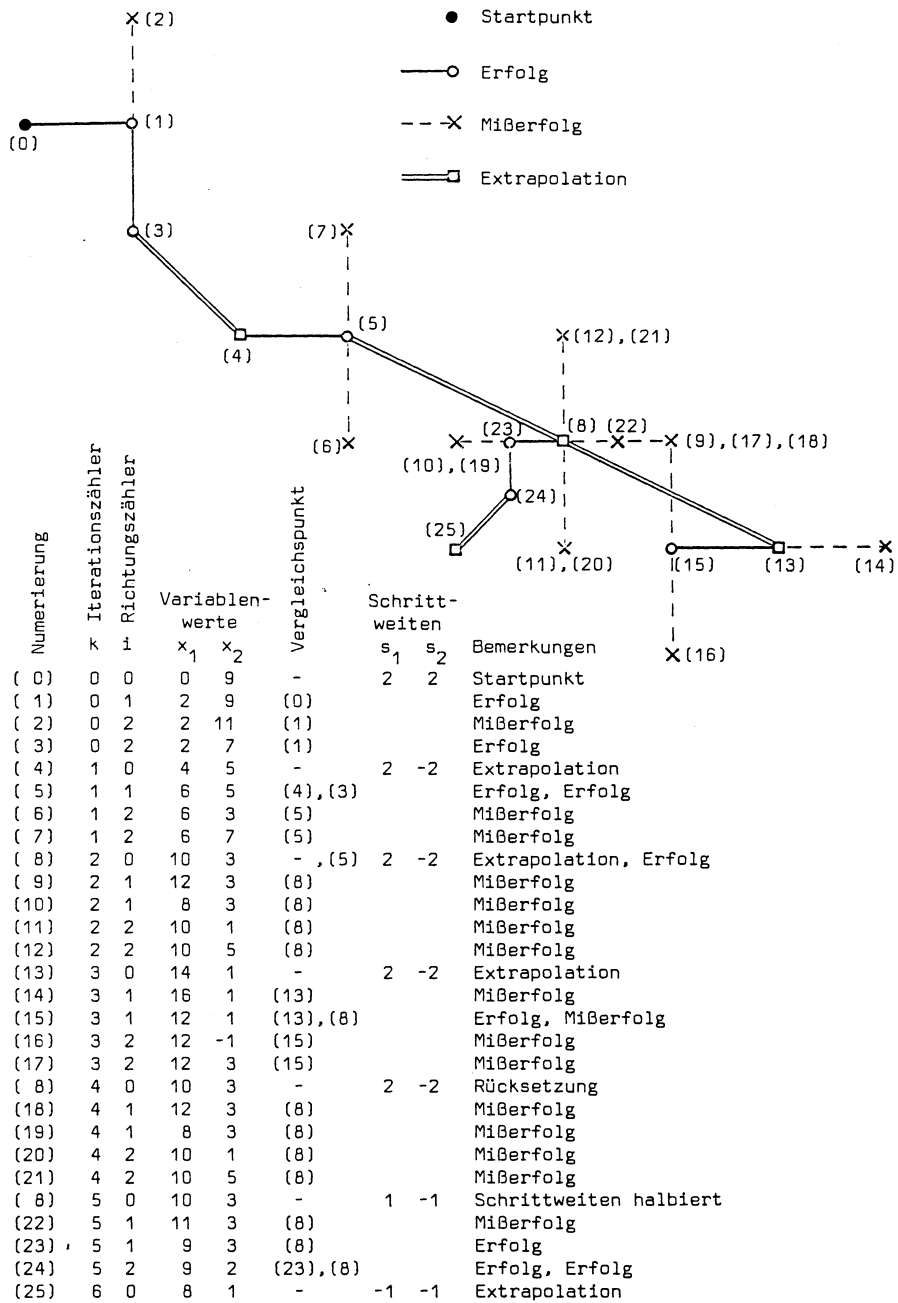 (2)
Startpunkt
Erfolg
(0)
(1)
Mißerfolg
Extrapolation
(3)
(7)
(4)
(5)
(12),(21)
(6)
(23)
(8) (22)
(9),(17),(18)
(10),(19)
(24)
(25)
(11),(20)
(15)
(13)
(14)
(16)
Numerierung
Iterationszähler
Richtungszähler
Variablen-
werte
Vergleichspunkt
Schritt-
weiten
k i x1 x2 s1 s2 Bemerkungen
( 0) 0 0 0 9 - 2 2 Startpunkt
( 1) 0 1 2 9 (0) Erfolg
( 2) 0 2 2 11 (1) Mißerfolg
( 3) 0 2 2 7 (1) Erfolg
( 4) 1 0 4 5 - 2 -2 Extrapolation
( 5) 1 1 6 5 (4),(3) Erfolg, Erfolg
( 6) 1 2 6 3 (5) Mißerfolg
( 7) 1 2 6 7 (5) Mißerfolg
( 8) 2 0 10 3 - ,(5) 2 -2 Extrapolation, Erfolg
( 9) 2 1 12 3 (8) Mißerfolg
(10) 2 1 8 3 (8) Mißerfolg
(11) 2 2 10 1 (8) Mißerfolg
(12) 2 2 10 5 (8) Mißerfolg
(13) 3 0 14 1 - 2 -2 Extrapolation
(14) 3 1 16 1 (13) Mißerfolg
(15) 3 1 12 1 (13),(8) Erfolg, Mißerfolg
(16) 3 2 12 -1 (15) Mißerfolg
(17) 3 2 12 3 (15) Mißerfolg
( 8) 4 0 10 3 - 2 -2 Rücksetzung
(18) 4 1 12 3 (8) Mißerfolg
(19) 4 1 8 3 (8) Mißerfolg
(20) 4 2 10 1 (8) Mißerfolg
(21) 4 2 10 5 (8) Mißerfolg
( 8) 5 0 10 3 - 1 -1 Schrittweiten halbiert
(22) 5 1 11 3 (8) Mißerfolg
(23) 5 1 9 3 (8) Erfolg
(24) 5 2 9 2 (23),(8) Erfolg, Erfolg
(25) 6 0 8 1 - -1 -1 Extrapolation